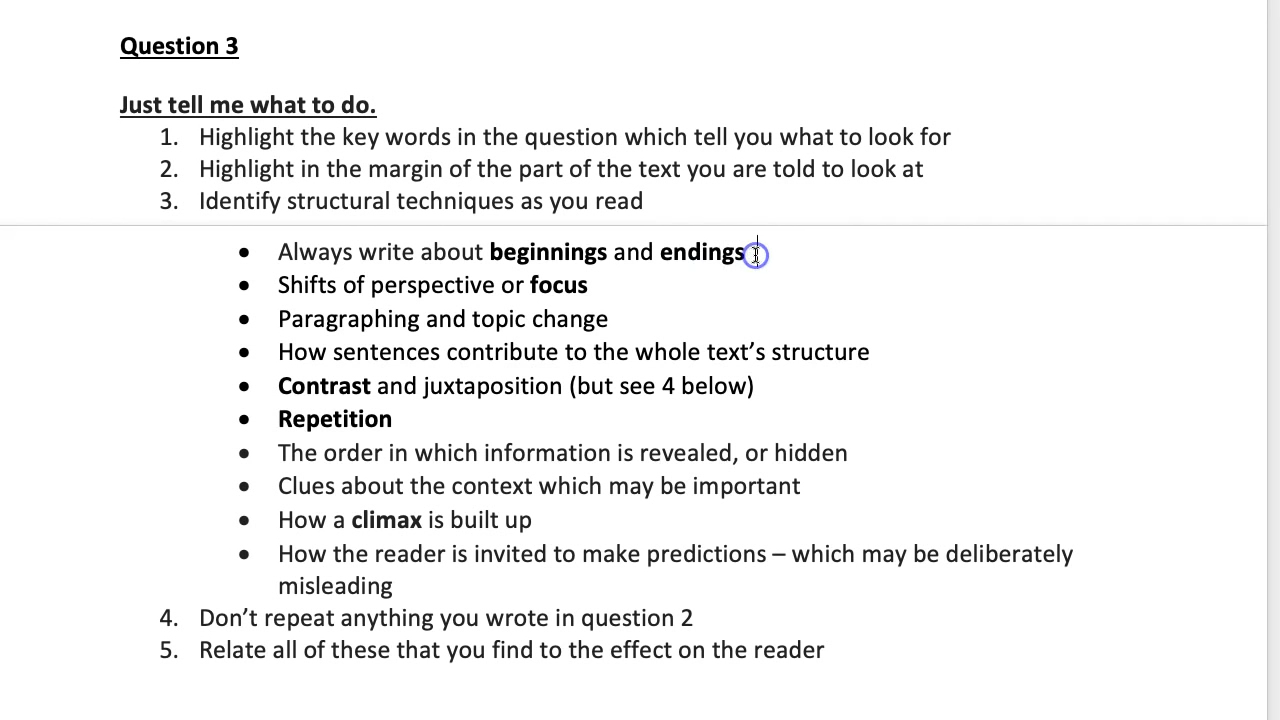 Question 3
Just tell me what to do.
1. Highlight the key words in the question which tell you what to look for
2. Highlight in the margin of the part of the text you are told to look at
3. Identify structural techniques as you read
• Always write about beginnings and endings
• Shifts of perspective or focus
• Paragraphing and topic change
• How sentences contribute to the whole text’s structure
• Contrast and juxtaposition (but see 4 below)
• Repetition
• The order in which information is revealed, or hidden
• Clues about the context which may be important
• How a climax is built up
• How the reader is invited to make predictions – which may be deliberately
misleading
4. Don’t repeat anything you wrote in question 2
5. Relate all of these that you find to the effect on the reader